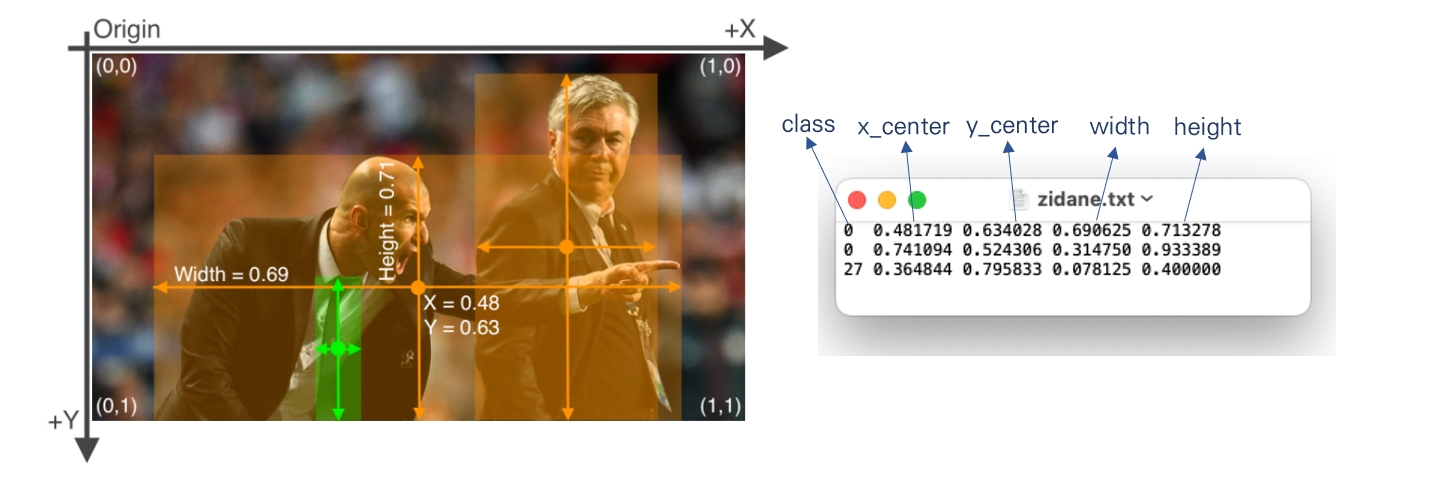 Origin
+X
(0,0)
(1,0)
Height = 0.71
Width = 0.69
X = 0.48
Y = 0.63
(0,1)
(1,1)
+Y
class x_center y_center width height
zidane.txt
0 0.481719 0.634028 0.690625 0.713278
0 0.741094 0.524306 0.314750 0.933389
27 0.364844 0.795833 0.078125 0.400000